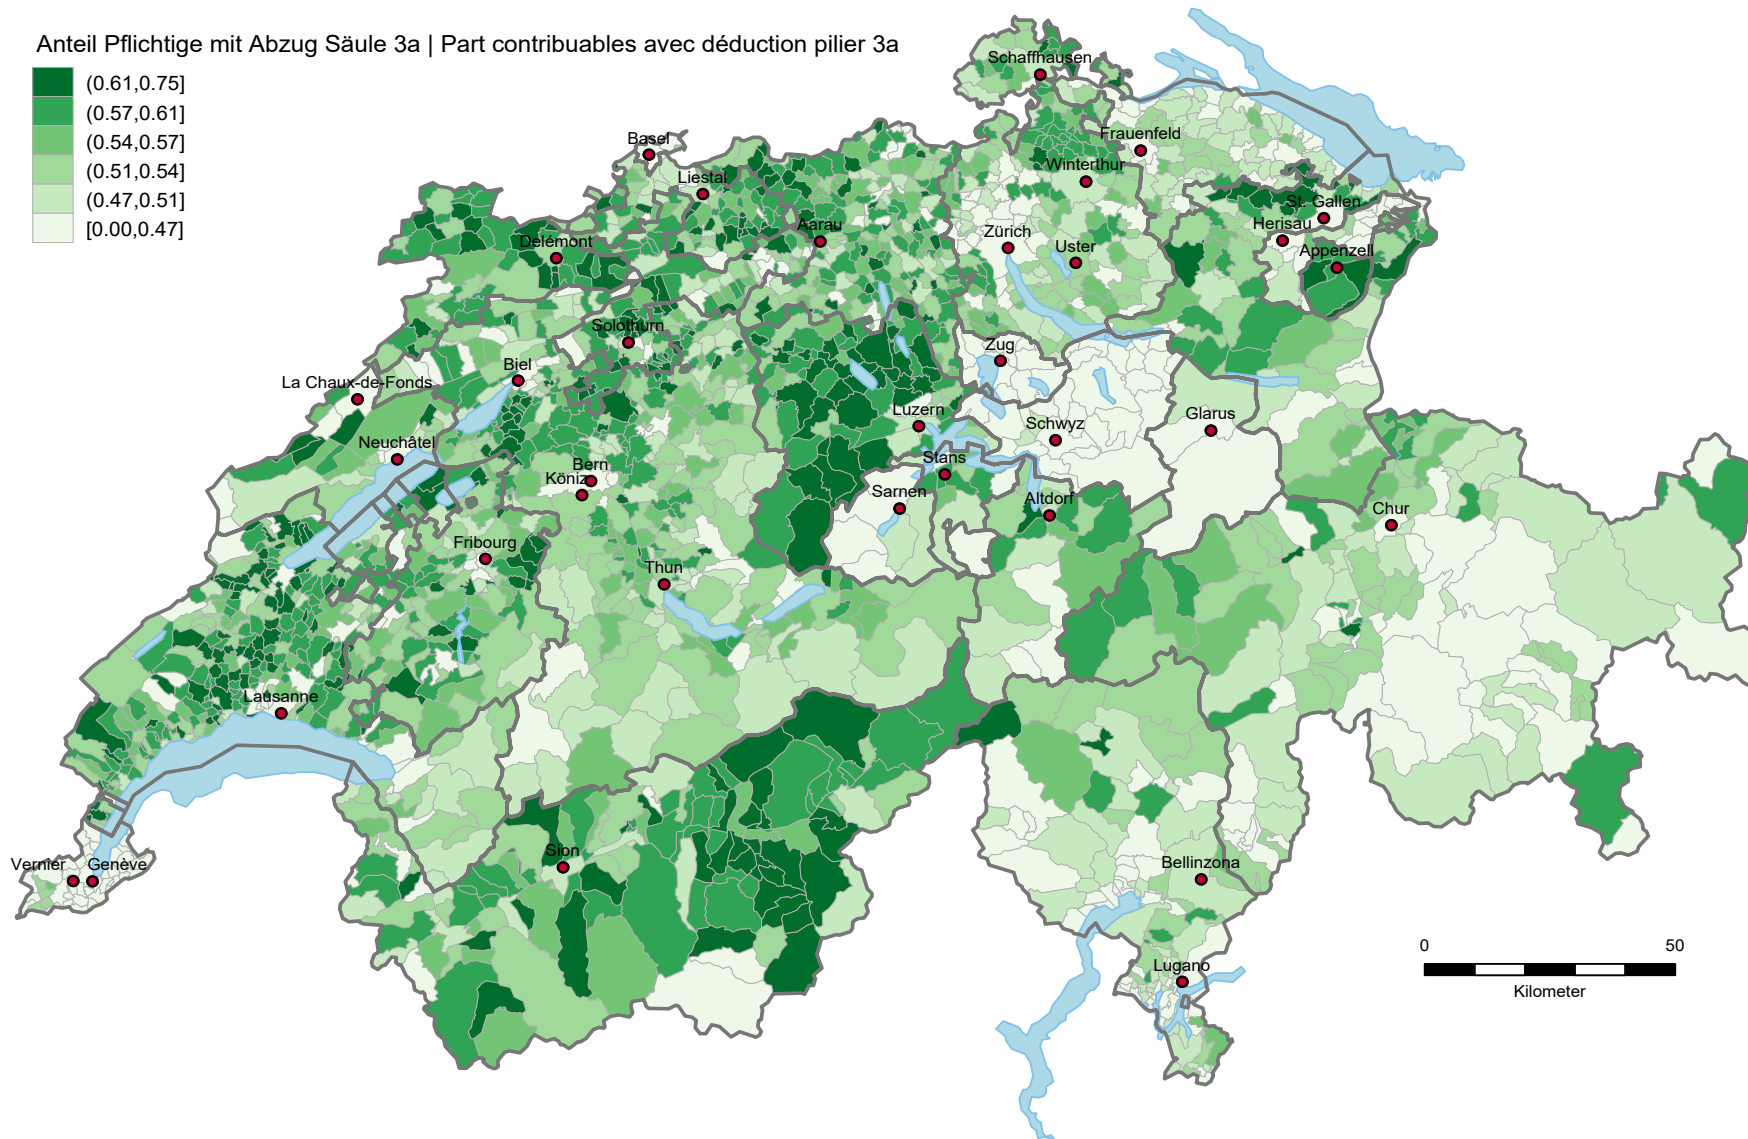 Anteil Pflichtige mit Abzug Säule 3a | Part contribuables avec déduction pilier 3a
(0.61,0.75]
(0.57,0.61]
(0.54,0.57]
(0.51,0.54]
(0.47,0.51]
[0.00,0.47]
Schaffhausen
Basel
Frauenfeld
Winterthur
Liestal
St. Gallen
Herisau
Aarau
Zürich
Uster
Appenzell
Delémont
Solothurn
Zug
Biel
La Chaux-de-Fonds
Luzern
Glarus
Schwyz
Neuchâtel
Stans
Bern
Köniz
Sarnen
Altdorf
Chur
Fribourg
Thun
Lausanne
Sion
Vernier
Genève
Bellinzona
Lugano
0
50
Kilometer